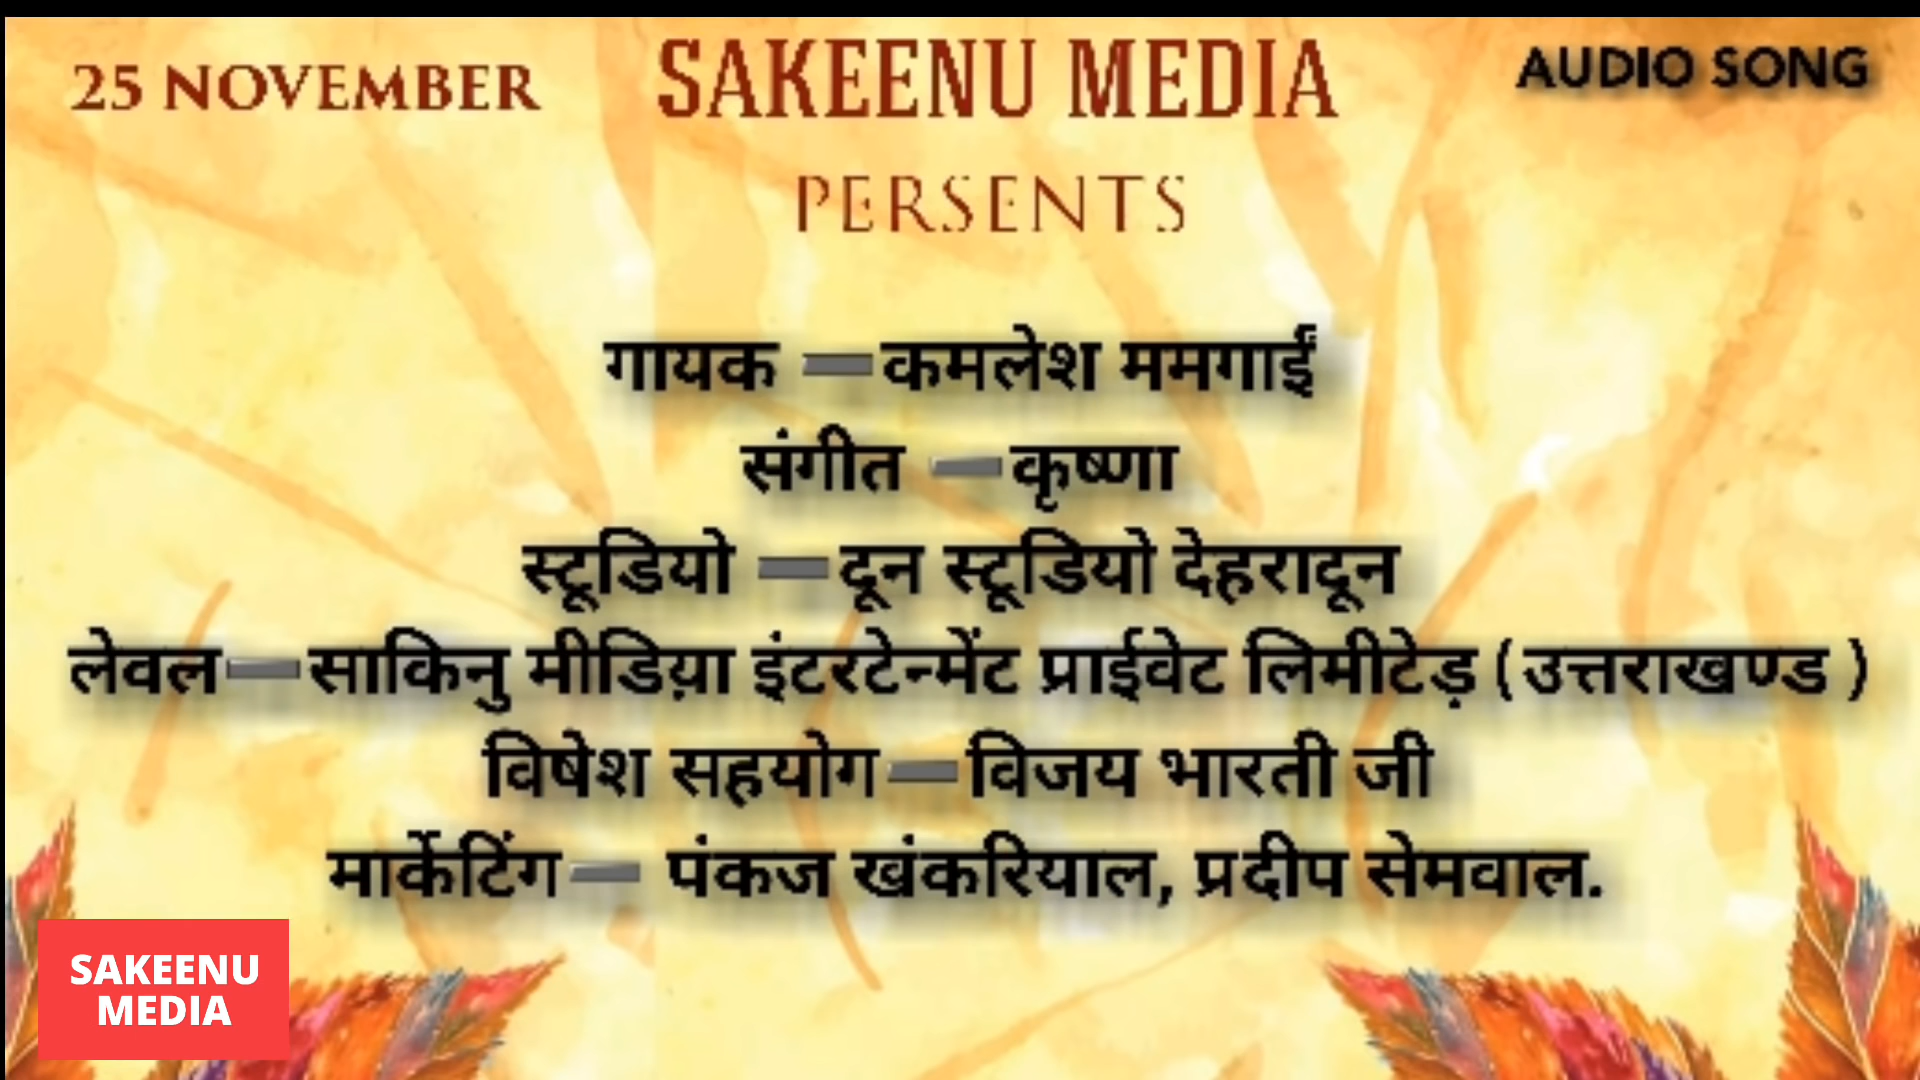 25 NOVEMBER
SAKEENU MEDIA
AUDIO SONG
PERSENTS
गायक ➖कमलेश ममगाईं
संगीत ➖कृष्णा
स्टूडियो ➖दून स्टूडियो देहरादून
लेवल➖साकिनु मीडिय़ा इंटरटेन्मेंट प्राईवेट लिमीटेड़ (उत्तराखण्ड )
विषेश सहयोग➖विजय भारती जी
मार्केटिंग➖ पंकज खंकरियाल, प्रदीप सेमवाल.
SAKEENU
MEDIA